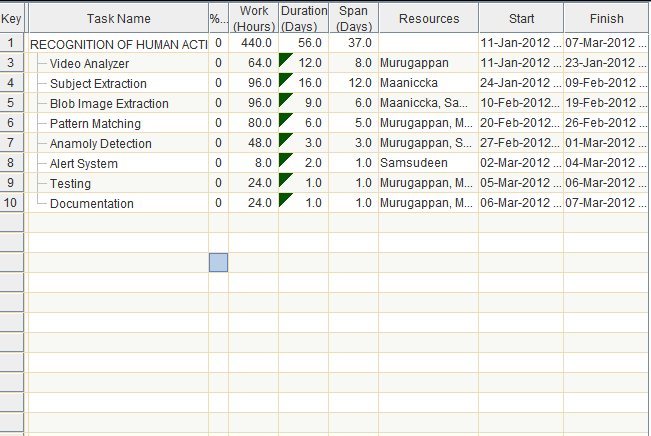 Key Task Name %... Work (Hours) Duration (Days) Span (Days) Resources Start Finish
1 RECOGNITION OF HUMAN ACTI 0 440.0 56.0 37.0 11-Jan-2012 ... 07-Mar-2012 ...
3 Video Analyzer 0 64.0 12.0 8.0 Murugappan 11-Jan-2012 ... 23-Jan-2012 ...
4 Subject Extraction 0 96.0 16.0 12.0 Maaniccka 24-Jan-2012 ... 09-Feb-2012 ...
5 Blob Image Extraction 0 96.0 9.0 6.0 Maaniccka, Sa... 10-Feb-2012... 19-Feb-2012 ...
6 Pattern Matching 0 80.0 6.0 5.0 Murugappan, M... 20-Feb-2012... 26-Feb-2012 ...
7 Anamoly Detection 0 48.0 3.0 3.0 Murugappan, S... 27-Feb-2012... 01-Mar-2012 ...
8 Alert System 0 8.0 2.0 1.0 Samsudeen 02-Mar-2012 ... 04-Mar-2012 ...
9 Testing 0 24.0 1.0 1.0 Murugappan, M... 05-Mar-2012 ... 06-Mar-2012 ...
10 Documentation 0 24.0 1.0 1.0 Murugappan, M... 06-Mar-2012 ... 07-Mar-2012 ...